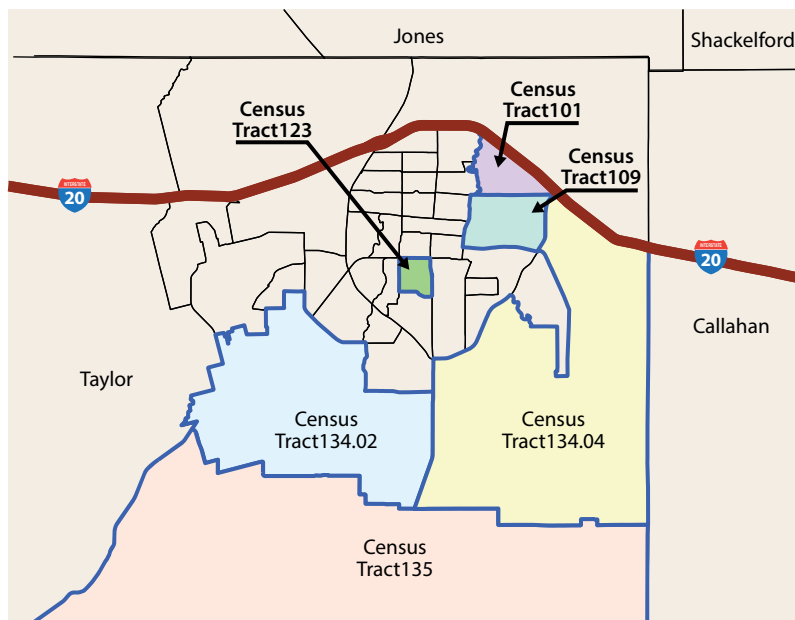 Jones
Shackelford
Census
Tract101
Census
Tract123
Census
Tract109
INTERSTATE
20
INTERSTATE
20
Callahan
Taylor
Census
Tract134.02
Census
Tract134.04
Census
Tract135